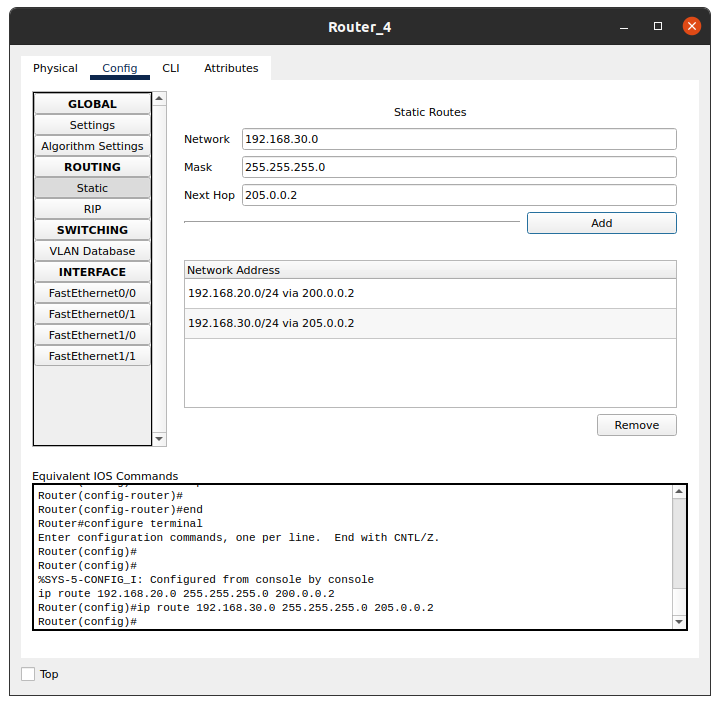 Router_4
Physical Config CLI Attributes
GLOBAL
Settings
Algorithm Settings
ROUTING
Static
RIP
SWITCHING
VLAN Database
INTERFACE
FastEthernet0/0
FastEthernet0/1
FastEthernet1/0
FastEthernet1/1
Static Routes
Network 192.168.30.0
Mask 255.255.255.0
Next Hop 205.0.0.2
Add
Network Address
192.168.20.0/24 via 200.0.0.2
192.168.30.0/24 via 205.0.0.2
Remove
Equivalent IOS Commands
Router(config-router)#
Router(config-router)#end
Router#configure terminal
Enter configuration commands, one per line.  End with CNTL/Z.
Router(config)#
Router(config)#
%SYS-5-CONFIG_I: Configured from console by console
ip route 192.168.20.0 255.255.255.0 200.0.0.2
Router(config)#ip route 192.168.30.0 255.255.255.0 205.0.0.2
Router(config)#
Top